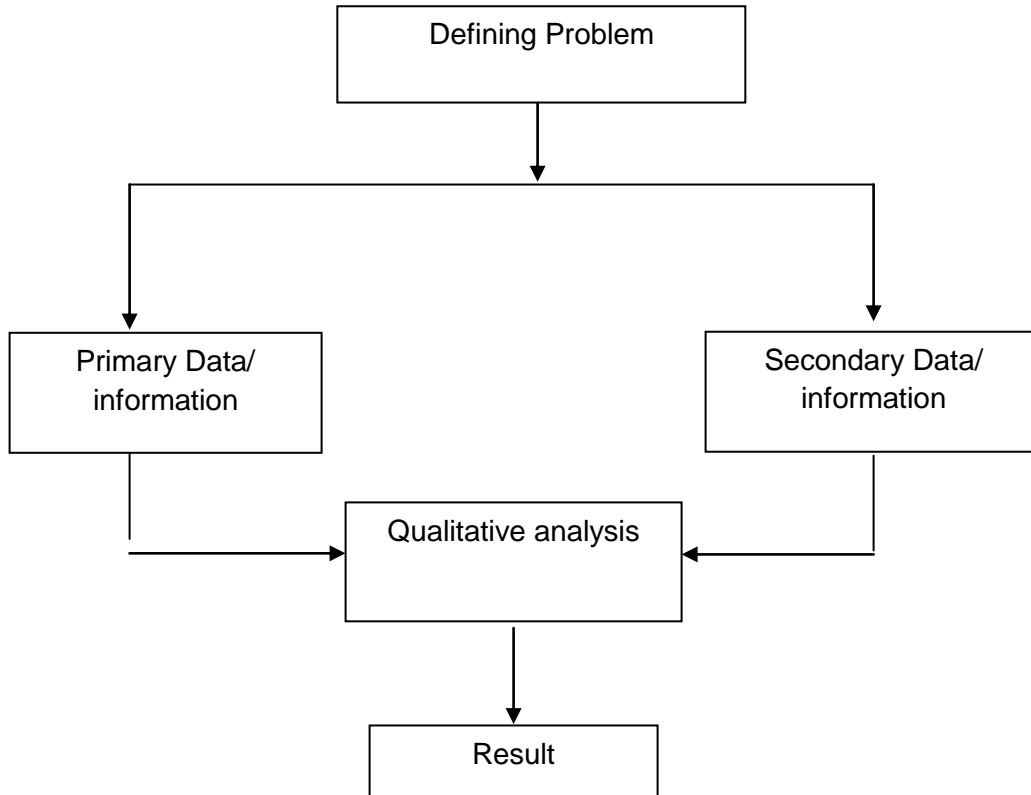 Defining Problem
Primary Data/
information
Secondary Data/
information
Qualitative analysis
Result